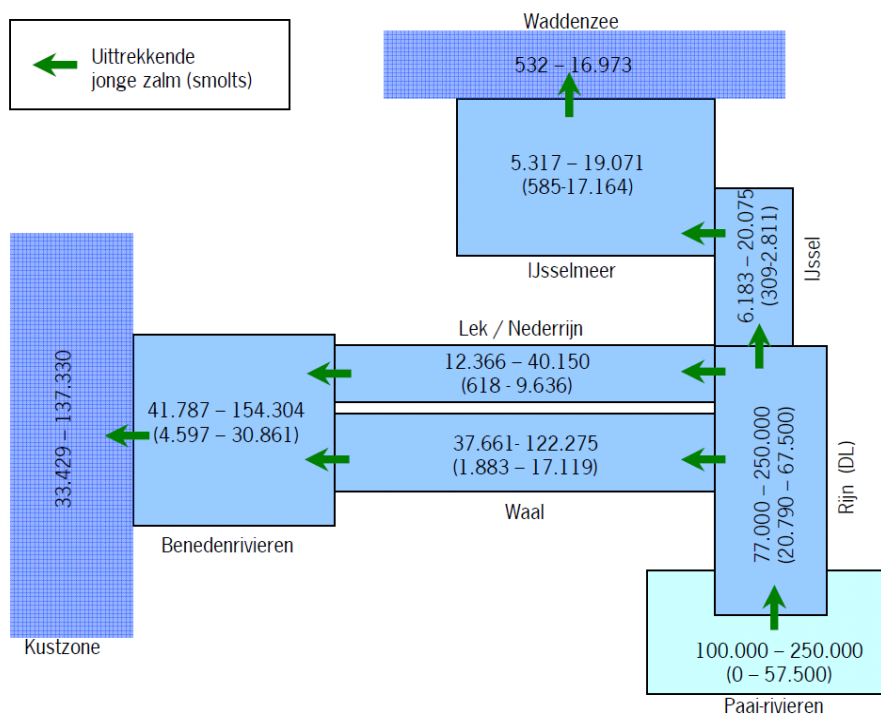 Waddenzee
Uittrekkende
jonge zalm (smolts)
532 – 16.973
5.317 – 19.071
(585-17.164)
IJsselmeer
6.183 – 20.075
(309-2.811)
IJssel
Lek / Nederrijn
12.366 – 40.150
(618 - 9.636)
41.787 – 154.304
(4.597 – 30.861)
Benedenrivieren
37.661- 122.275
(1.883 – 17.119)
Waal
33.429 – 137.330
Kustzone
77.000 – 250.000
(20.790 – 67.500)
Rijn (DL)
100.000 – 250.000
(0 – 57.500)
Paai-rivieren